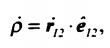 ρ̇ = ṙ₁₂ · ê₁₂,